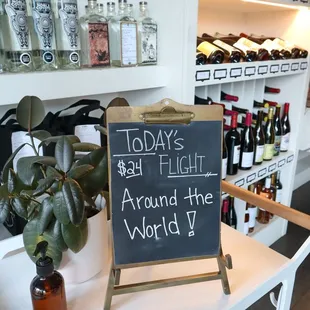 TODAY'S
$24 FLIGHT
Around the
World!